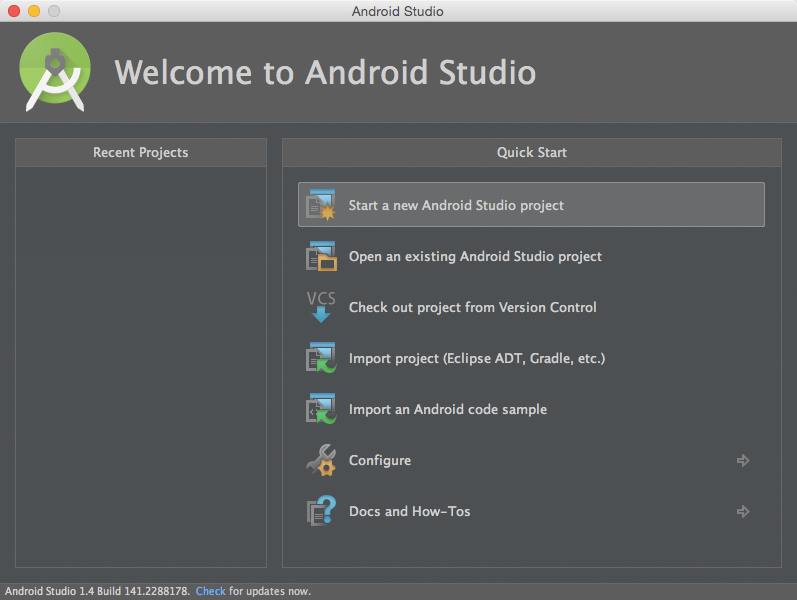 Android Studio
Welcome to Android Studio
Recent Projects
Quick Start
Start a new Android Studio project
Open an existing Android Studio project
VCS
Check out project from Version Control
Import project (Eclipse ADT, Gradle, etc.)
Import an Android code sample
Configure
Docs and How-Tos
Android Studio 1.4 Build 141.2288178. Check for updates now.